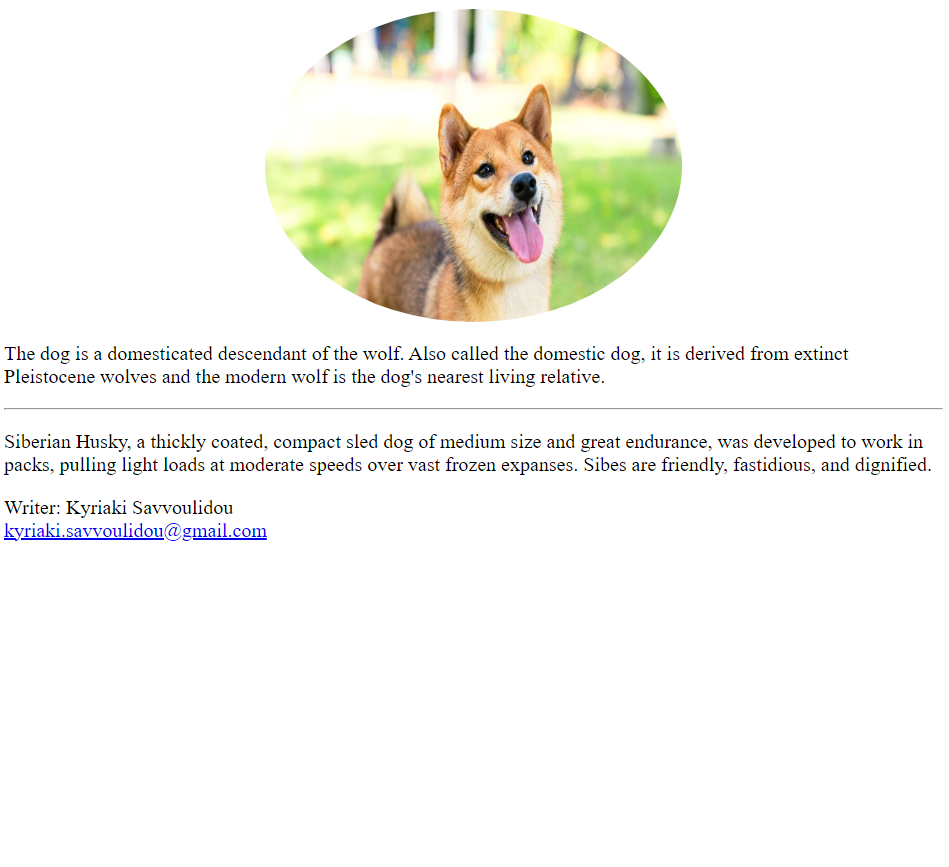 The dog is a domesticated descendant of the wolf. Also called the domestic dog, it is derived from extinct
Pleistocene wolves and the modern wolf is the dog's nearest living relative.
Siberian Husky, a thickly coated, compact sled dog of medium size and great endurance, was developed to work in
packs, pulling light loads at moderate speeds over vast frozen expanses. Sibes are friendly, fastidious, and dignified.
Writer: Kyriaki Savvoulidou
kyriaki.savvoulidou@gmail.com